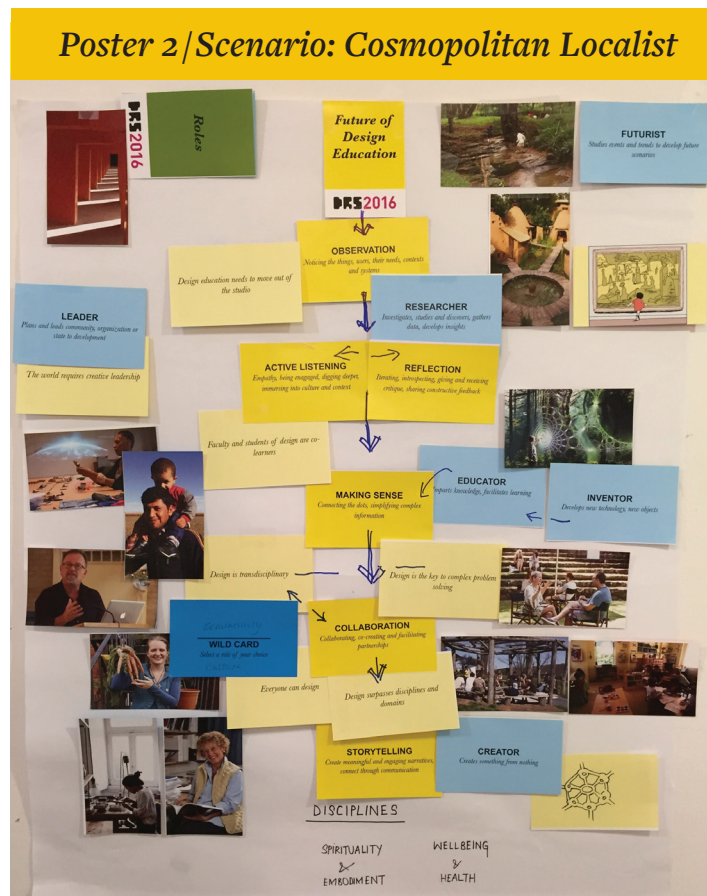 Poster 2/Scenario: Cosmopolitan Localist
DRS2016
Roles
Future of
Design
Education
DRS2016
FUTURIST
Studies events and trends to develop future
scenarios
OBSERVATION
Noticing the things, users, their needs, contexts
and systems
Design education needs to move out of
the studio
RESEARCHER
Investigates, studies and discovers, gathers
data, develops insights
LEADER
Plans and leads community, organization or
state to development
The world requires creative leadership
ACTIVE LISTENING
Empathy, being engaged, digging deeper,
immersing into culture and context
REFLECTION
Iterating, introspecting, giving and receiving
critique, sharing constructive feedback
Faculty and students of design are co-
learners
MAKING SENSE
Connecting the dots, simplifying complex
information
EDUCATOR
Imparts knowledge, facilitates learning
INVENTOR
Develops new technology, new objects
Design is transdisciplinary
Design is the key to complex problem
solving
WILD CARD
Select a role of your choice
COLLABORATION
Collaborating, co-creating and facilitating
partnerships
Everyone can design
Design surpasses disciplines and
domains
STORYTELLING
Create meaningful and engaging narratives,
connect through communication
CREATOR
Creates something from nothing
DISCIPLINES
SPIRITUALITY
&
EMBODIMENT
WELLBEING
&
HEALTH